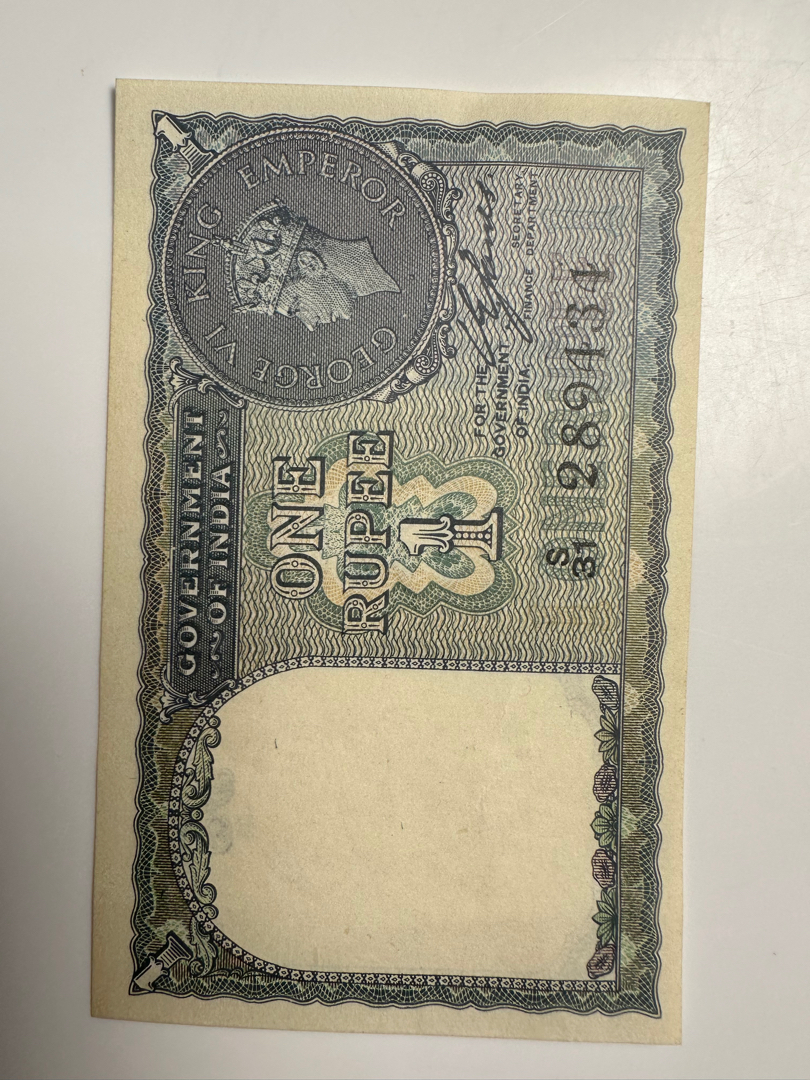 GOVERNMENT
OF INDIA
GEORGE VI KING EMPEROR
ONE
RUPEE
1
FOR THE
GOVERNMENT
OF INDIA
SECRETARY,
FINANCE DEPARTMENT
S
31 289434